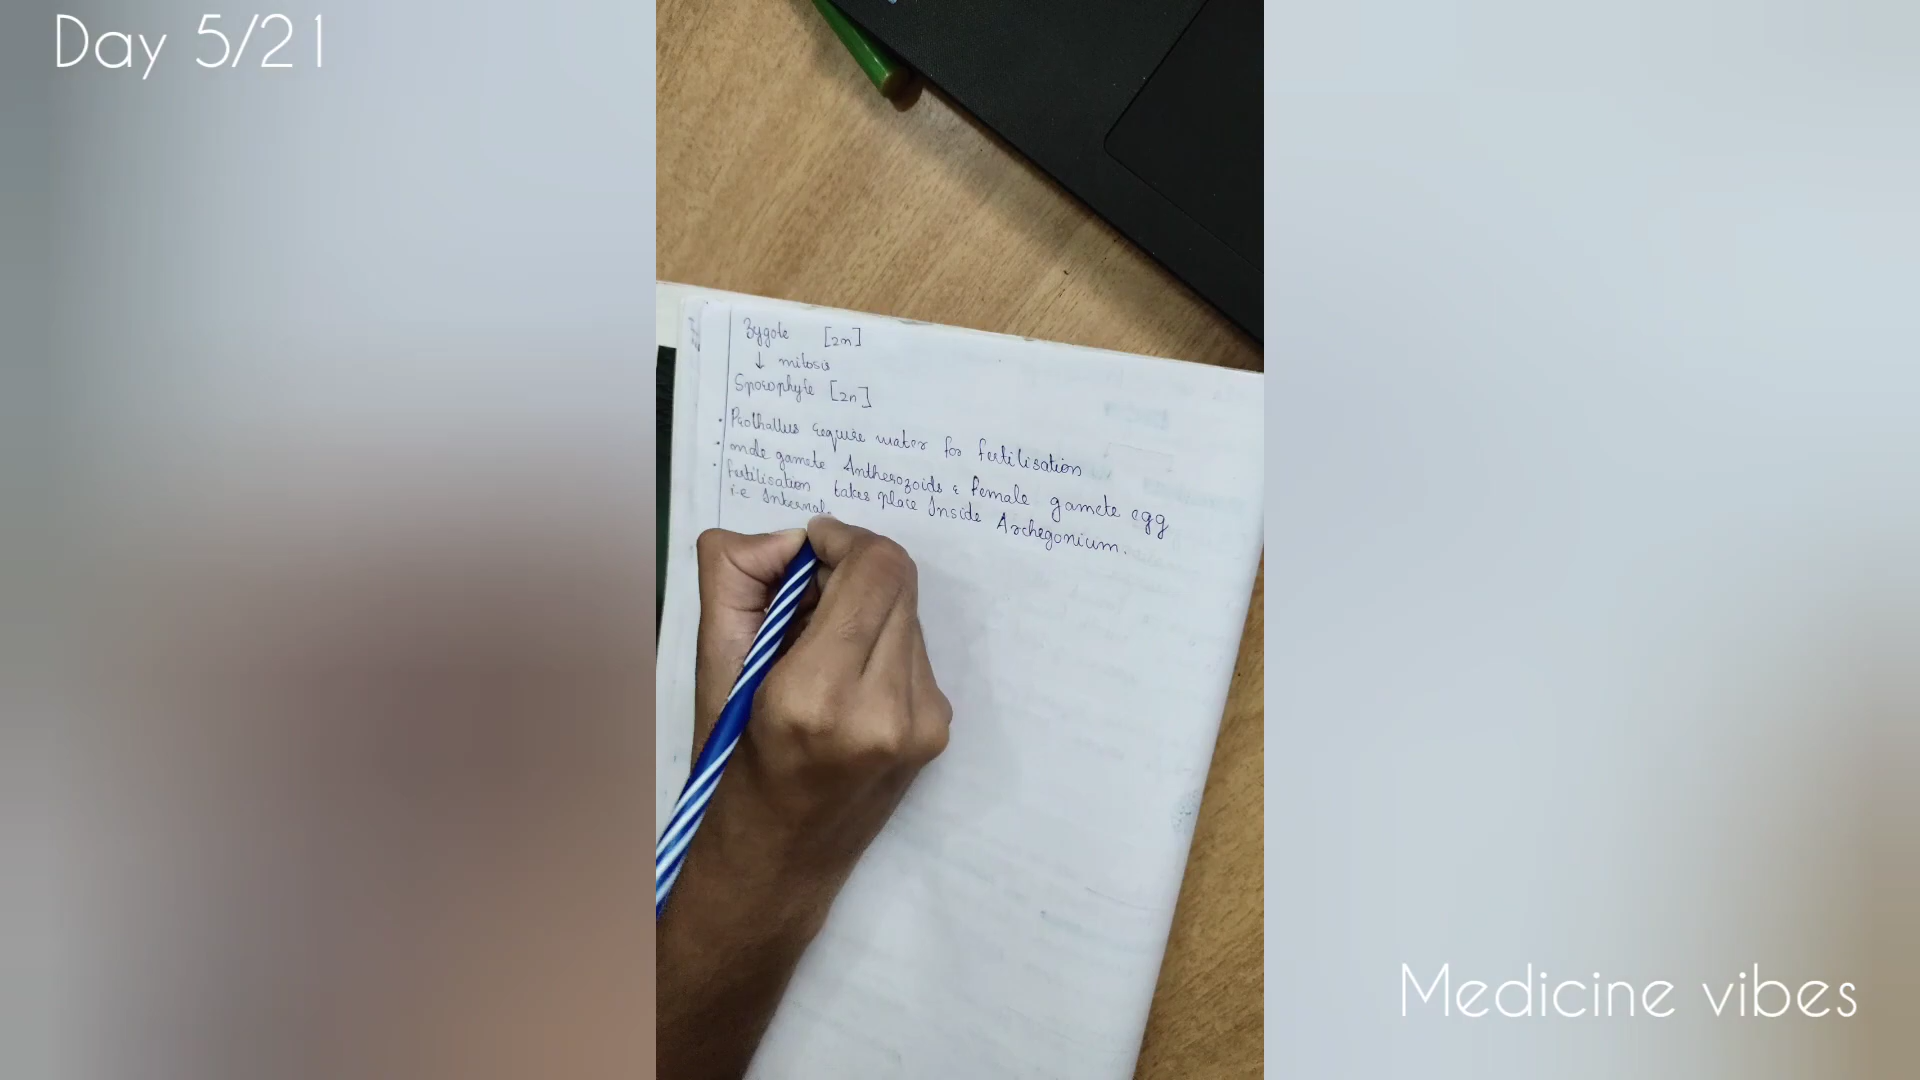 Day 5/21
Zygote [2n]
↓ mitosis
Sporophyte [2n]
• Prothallus require water for fertilisation
• male gamete Antherozoids & female gamete egg
• fertilisation takes place Inside Archegonium.
i.e Internal
Medicine vibes